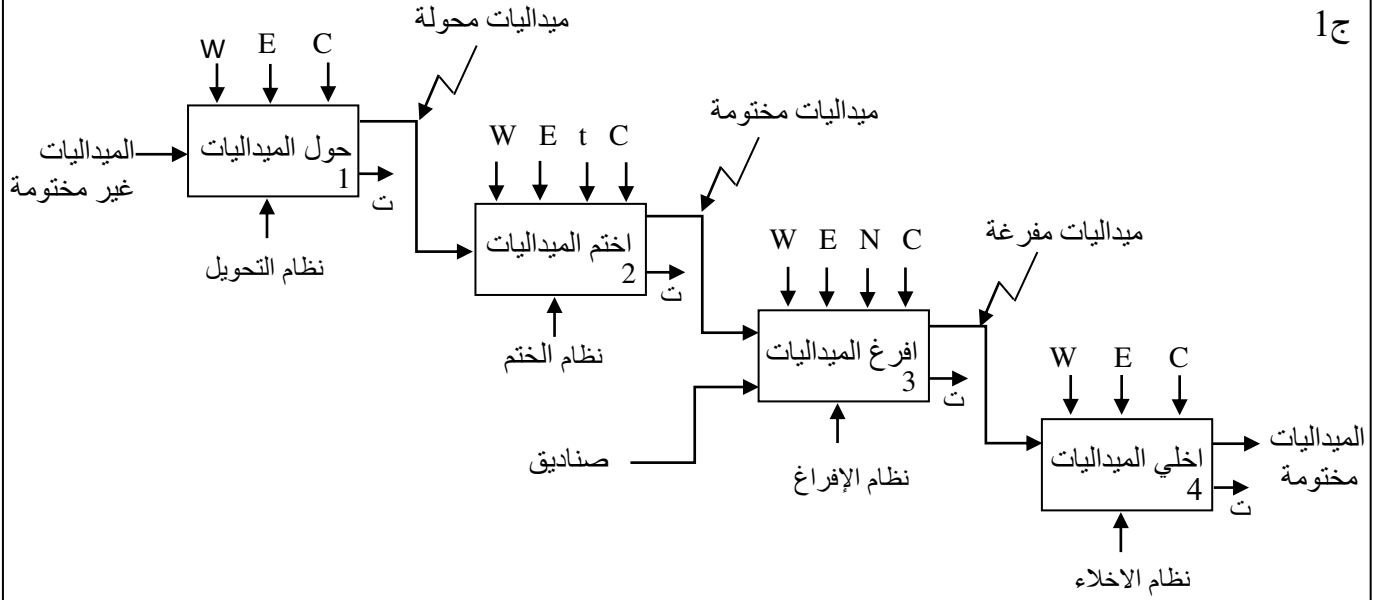 ج1
ميداليات محولة
W E C
الميداليات
غير مختومة
حول الميداليات
1
ت
نظام التحويل
ميداليات مختومة
W E t C
اختم الميداليات
2
ت
نظام الختم
ميداليات مفرغة
W E N C
افرغ الميداليات
3
ت
صناديق
نظام الإفراغ
W E C
اخلي الميداليات
4
ت
الميداليات
مختومة
نظام الاخلاء